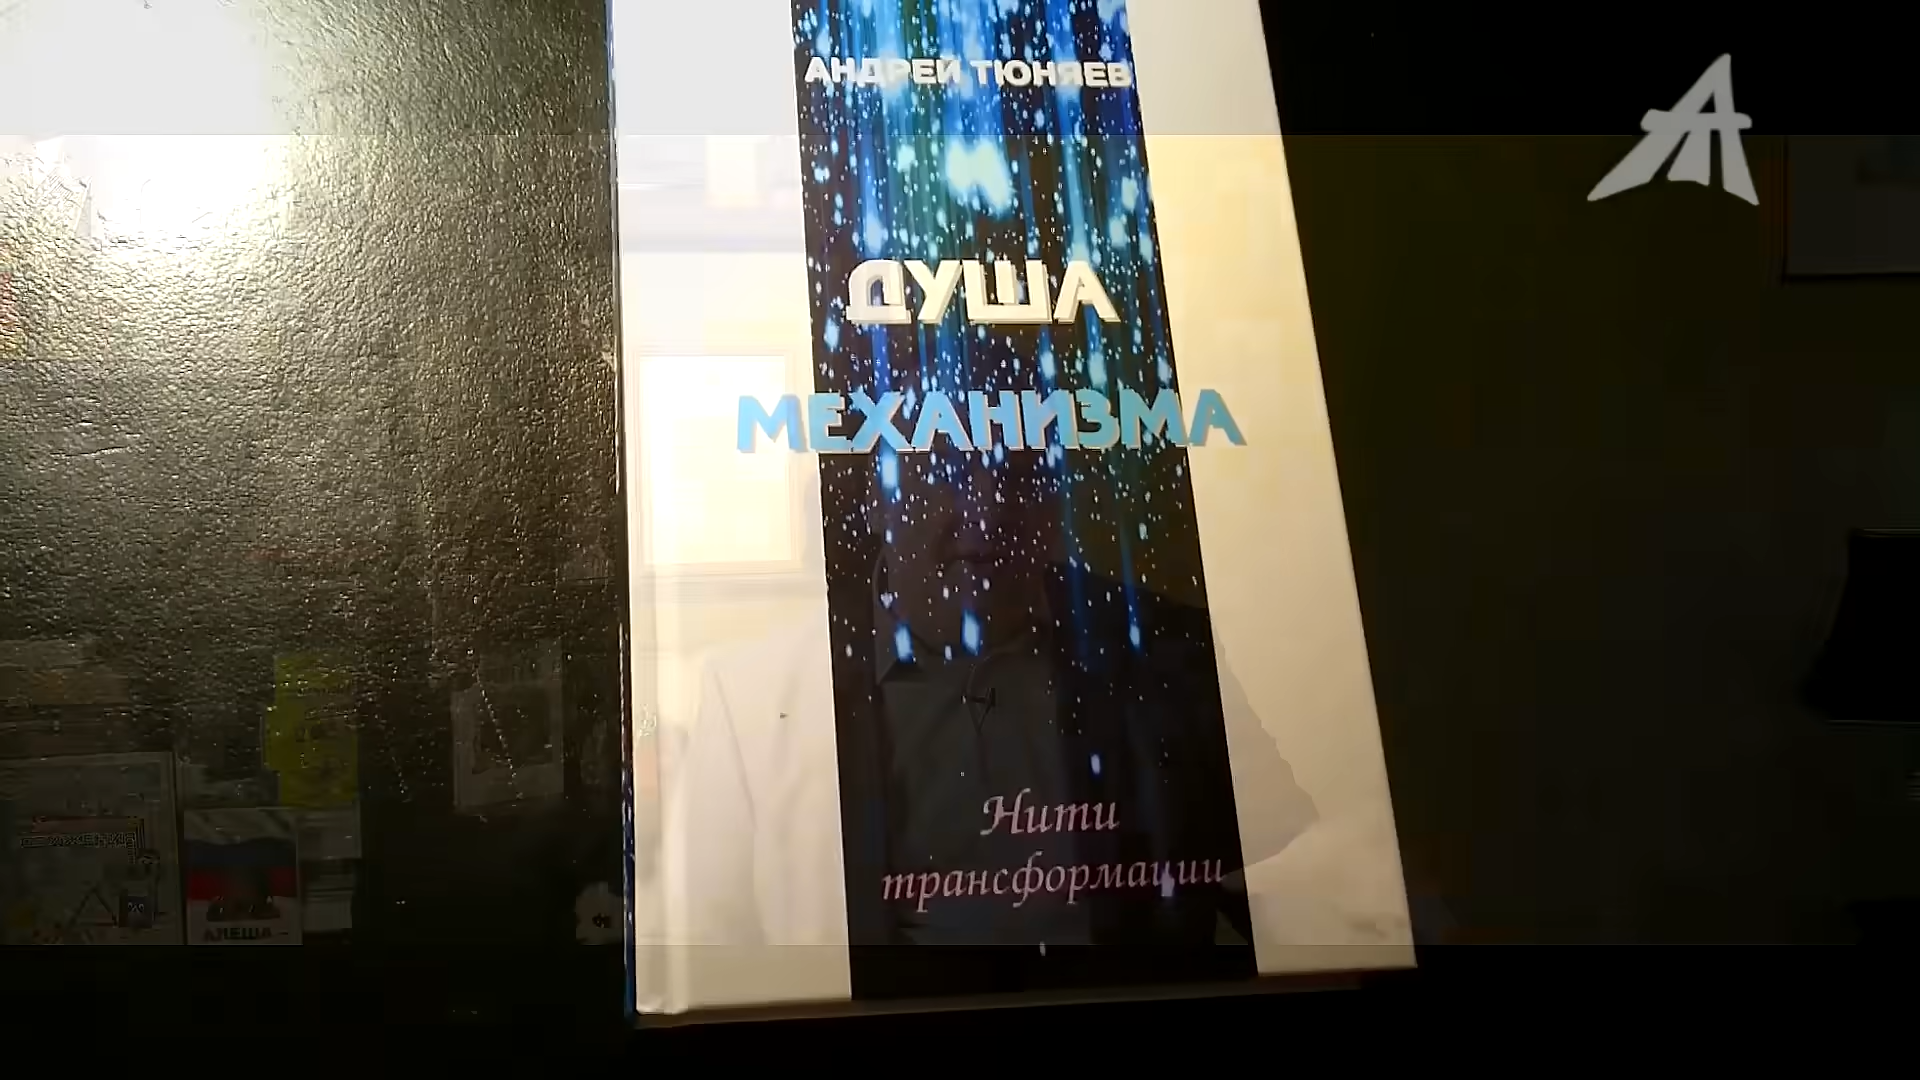 АНДРЕЙ ТЮНЯЕВ
ДУША
МЕХАНИЗМА
Нити
трансформации
АЛЕША